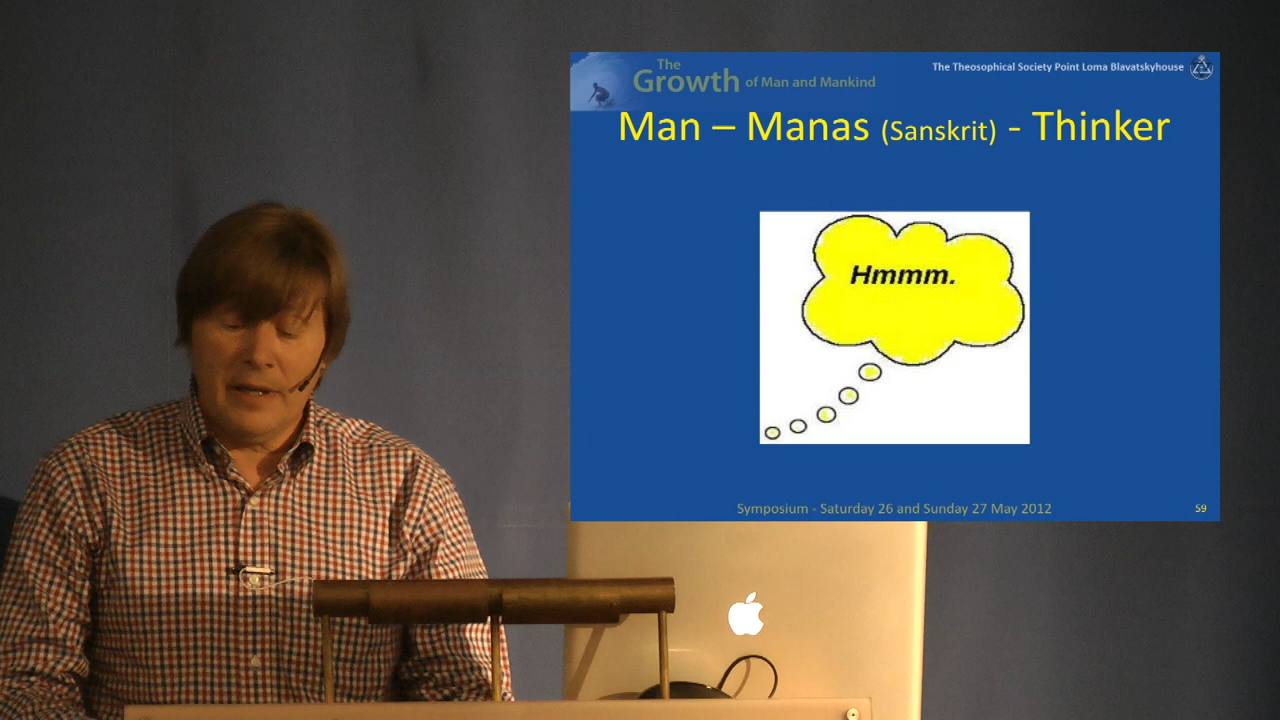 The
Growth of Man and Mankind
The Theosophical Society Point Loma Blavatskyhouse
Man – Manas (Sanskrit) - Thinker
Hmmm.
Symposium - Saturday 26 and Sunday 27 May 2012
59